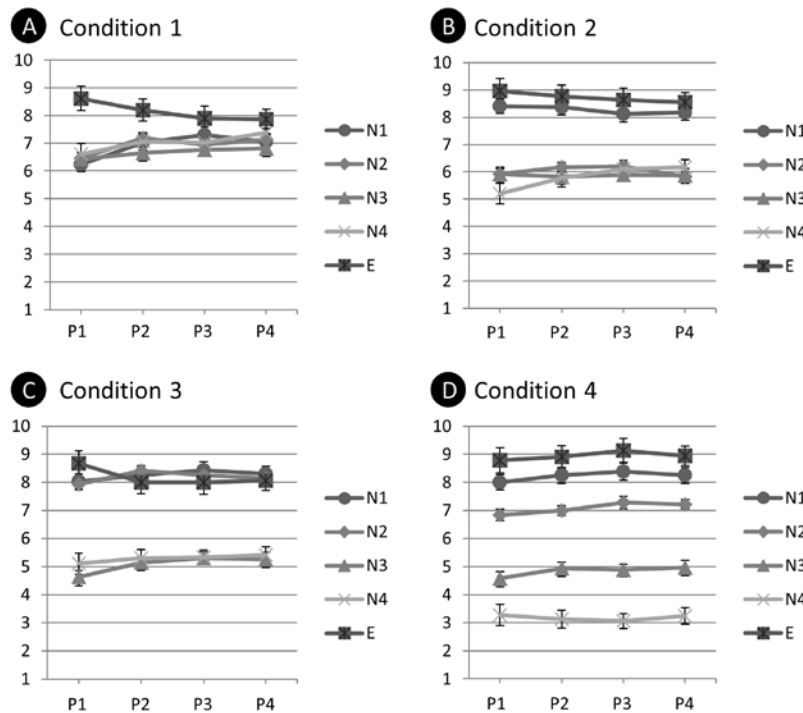 A Condition 1
10
9
8
7
6
5
4
3
2
1
P1 P2 P3 P4
N1
N2
N3
N4
E
B Condition 2
10
9
8
7
6
5
4
3
2
1
P1 P2 P3 P4
N1
N2
N3
N4
E
C Condition 3
10
9
8
7
6
5
4
3
2
1
P1 P2 P3 P4
N1
N2
N3
N4
E
D Condition 4
10
9
8
7
6
5
4
3
2
1
P1 P2 P3 P4
N1
N2
N3
N4
E